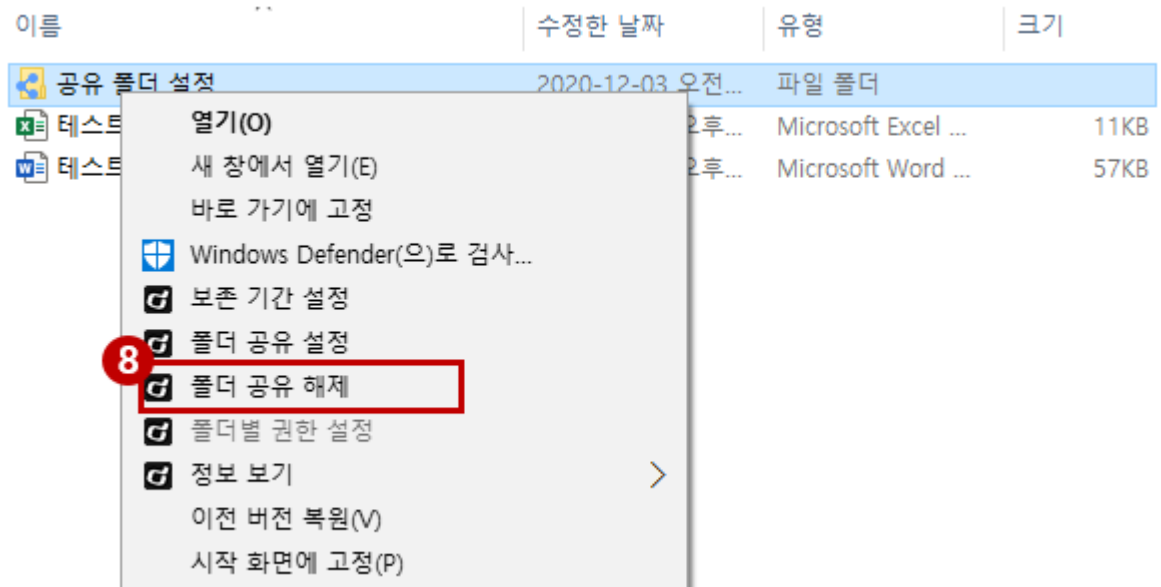 이름 수정한 날짜 유형 크기
공유 폴더 설정 2020-12-03 오전... 파일 폴더
테스트 오후... Microsoft Excel ... 11KB
테스트 오후... Microsoft Word ... 57KB
열기(O)
새 창에서 열기(E)
바로 가기에 고정
Windows Defender(으)로 검사...
보존 기간 설정
폴더 공유 설정
8 폴더 공유 해제
폴더별 권한 설정
정보 보기
이전 버전 복원(V)
시작 화면에 고정(P)